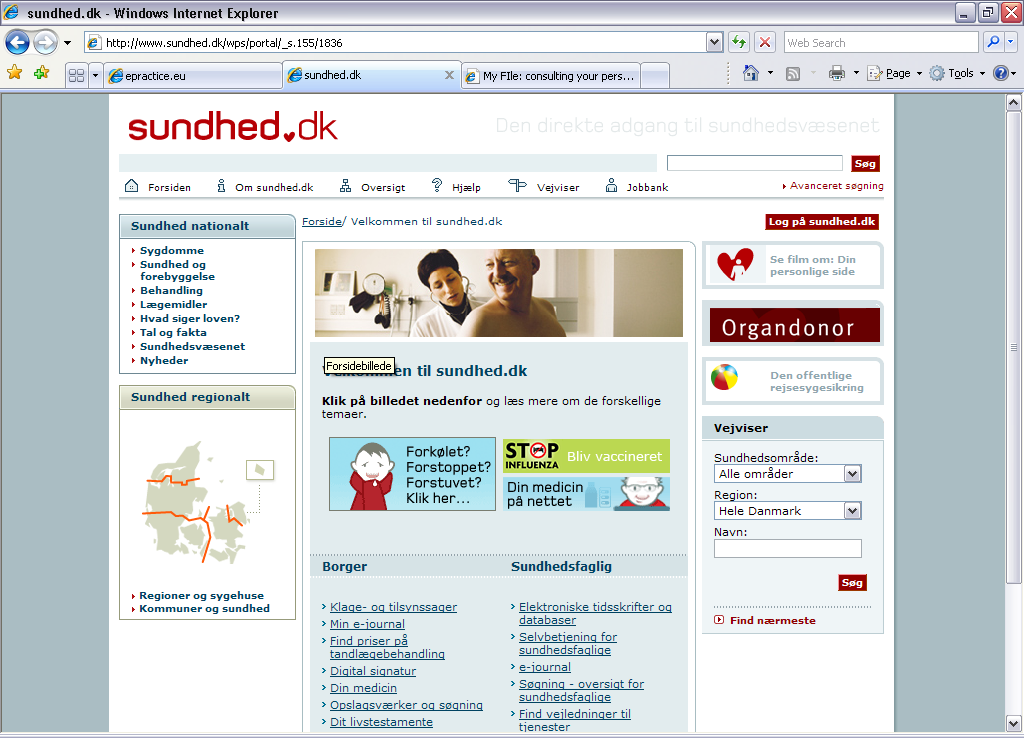 sundhed.dk - Windows Internet Explorer
http://www.sundhed.dk/wps/portal/_s.155/1836
Web Search
epractice.eu
sundhed.dk
My FIle: consulting your pers...
Page
Tools
sundhed.dk
Den direkte adgang til sundhedsvæsenet
Søg
Forsiden
Om sundhed.dk
Oversigt
Hjælp
Vejviser
Jobbank
Avanceret søgning
Sundhed nationalt
Sygdomme
Sundhed og
forebyggelse
Behandling
Lægemidler
Hvad siger loven?
Tal og fakta
Sundhedsvæsenet
Nyheder
Sundhed regionalt
Regioner og sygehuse
Kommuner og sundhed
Forside/ Velkommen til sundhed.dk
Forsidebillede
til sundhed.dk
Klik på billedet nedenfor og læs mere om de forskellige
temaer.
Forkølet?
Forstoppet?
Forstuvet?
Klik her...
STOP
INFLUENZA
Bliv vaccineret
Din medicin
på nettet
Borger
Klage- og tilsynssager
Min e-journal
Find priser på
tandlægebehandling
Digital signatur
Din medicin
Opslagsværker og søgning
Dit livstestamente
Sundhedsfaglig
Elektroniske tidsskrifter og
databaser
Selvbetjening for
sundhedsfaglige
e-journal
Søgning - oversigt for
sundhedsfaglige
Find vejledninger til
tjenester
Log på sundhed.dk
Se film om: Din
personlige side
Organdonor
Den offentlige
rejsesygesikring
Vejviser
Sundhedsområde:
Alle områder
Region:
Hele Danmark
Navn:
Søg
Find nærmeste